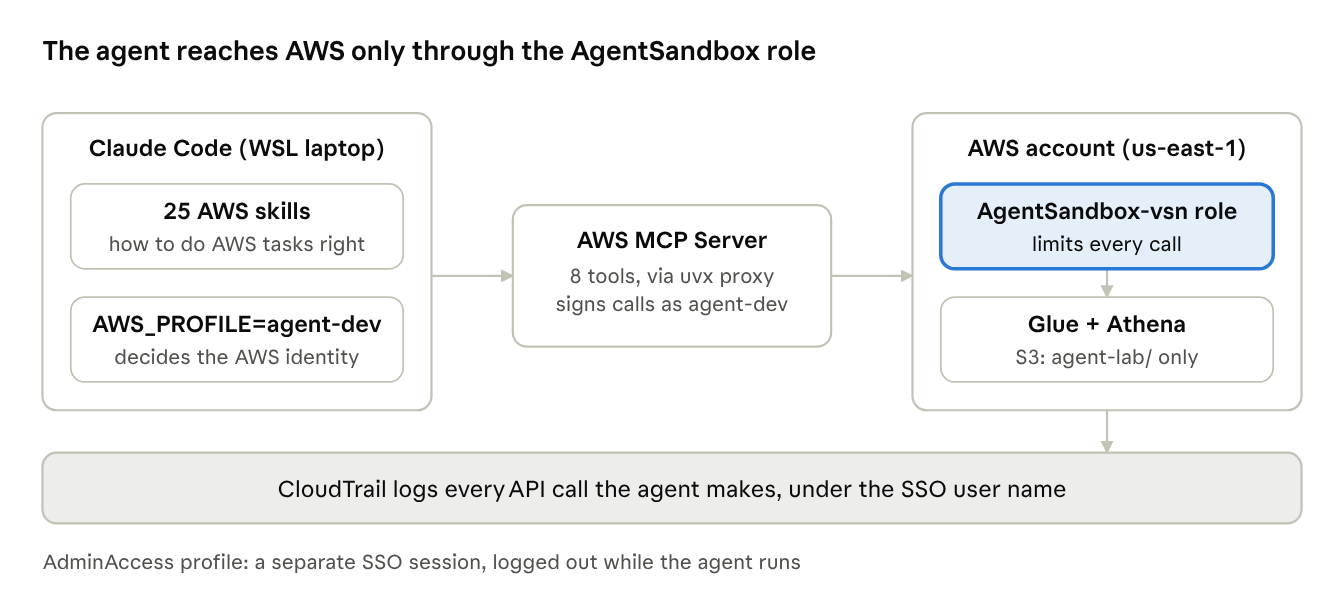 The agent reaches AWS only through the AgentSandbox role
Claude Code (WSL laptop)
25 AWS skills
how to do AWS tasks right
AWS_PROFILE=agent-dev
decides the AWS identity
AWS MCP Server
8 tools, via uvx proxy
signs calls as agent-dev
AWS account (us-east-1)
AgentSandbox-vsn role
limits every call
Glue + Athena
S3: agent-lab/ only
CloudTrail logs every API call the agent makes, under the SSO user name
AdminAccess profile: a separate SSO session, logged out while the agent runs